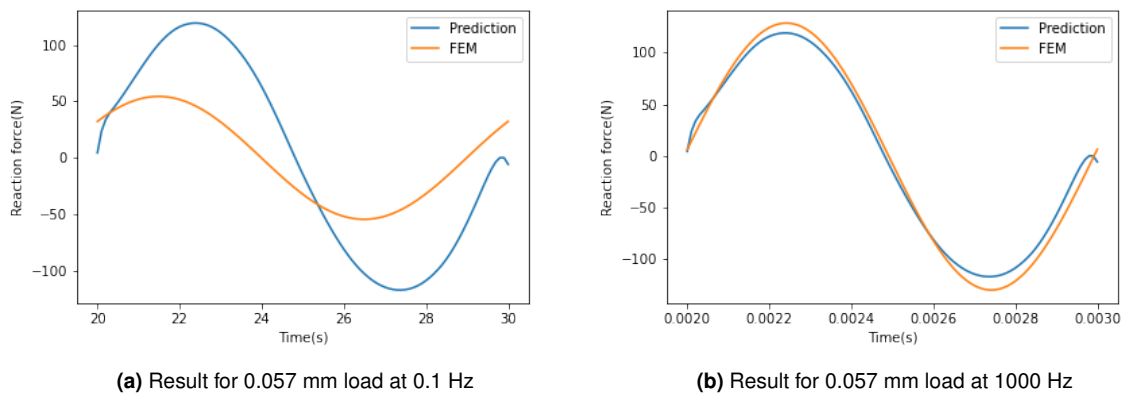 Prediction
FEM
100
50
0
−50
−100
Reaction force(N)
20
22
24
26
28
30
Time(s)
(a) Result for 0.057 mm load at 0.1 Hz
Prediction
FEM
100
50
0
−50
−100
Reaction force(N)
0.0020
0.0022
0.0024
0.0026
0.0028
0.0030
Time(s)
(b) Result for 0.057 mm load at 1000 Hz